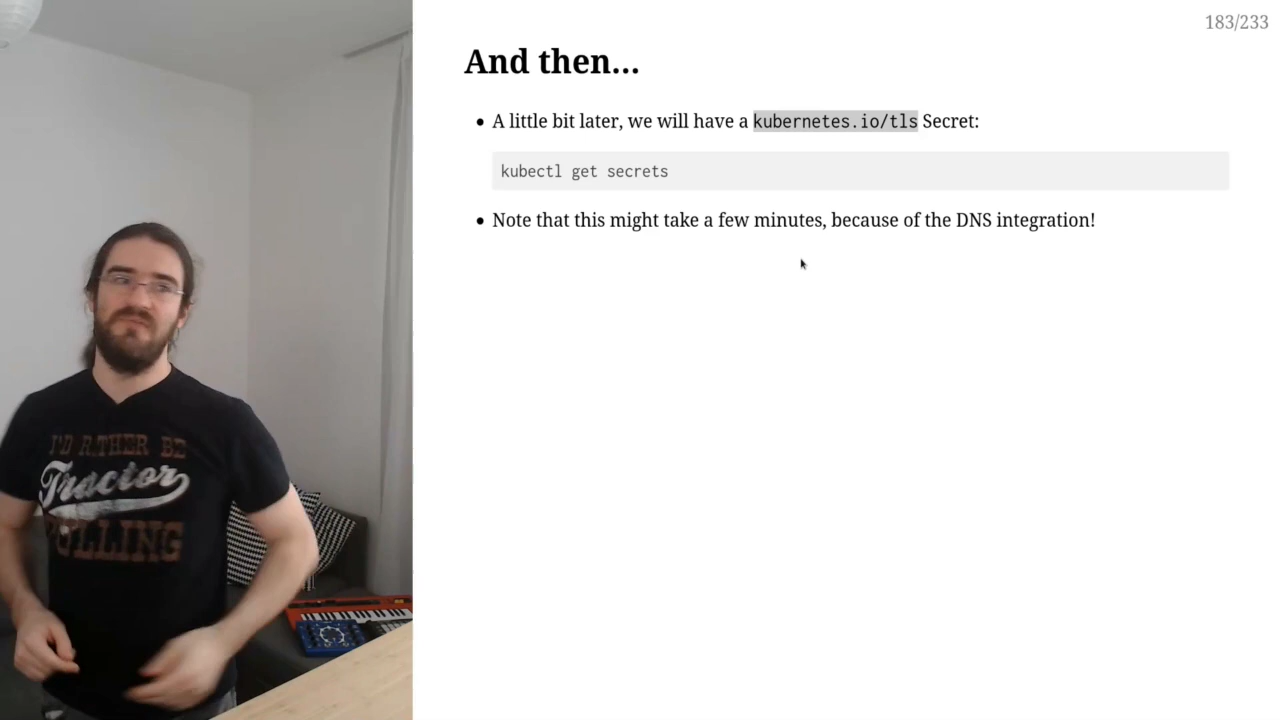 183/233
And then...
A little bit later, we will have a kubernetes.io/tls Secret:
kubectl get secrets
Note that this might take a few minutes, because of the DNS integration!
I'D RATHER BE
Tractor
PULLING